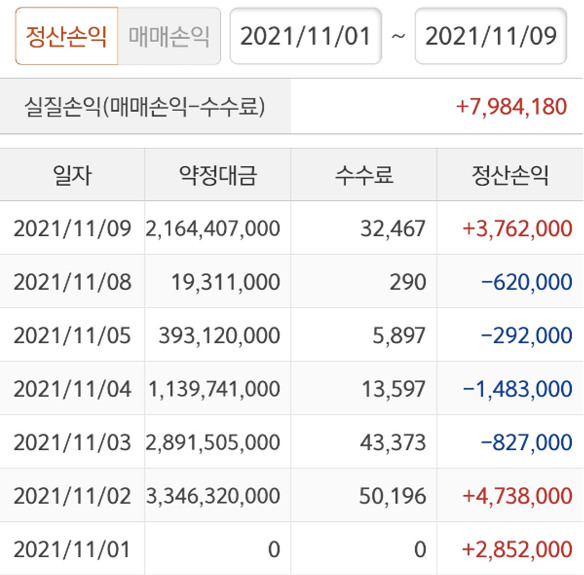 정산손익 매매손익 2021/11/01 ~ 2021/11/09
실질손익(매매손익-수수료) +7,984,180
일자 약정대금 수수료 정산손익
2021/11/09 2,164,407,000 32,467 +3,762,000
2021/11/08 19,311,000 290 -620,000
2021/11/05 393,120,000 5,897 -292,000
2021/11/04 1,139,741,000 13,597 -1,483,000
2021/11/03 2,891,505,000 43,373 -827,000
2021/11/02 3,346,320,000 50,196 +4,738,000
2021/11/01 0 0 +2,852,000